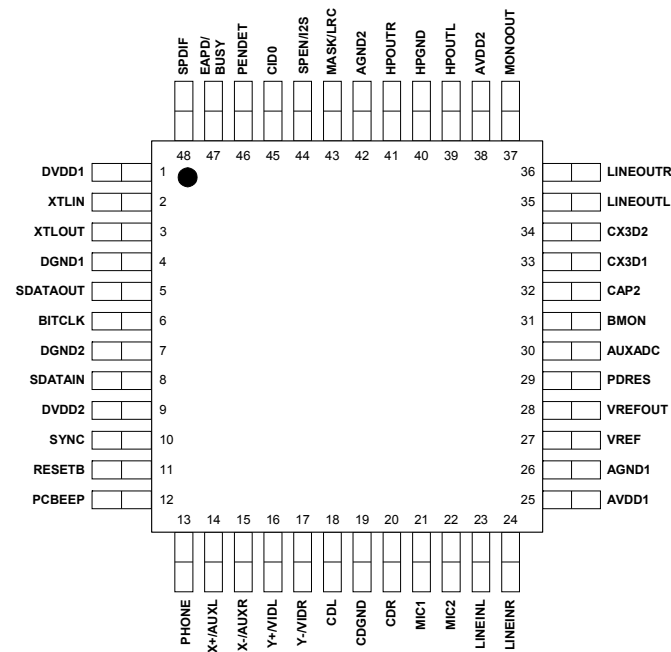 SPDIF
EAPD/
BUSY
PENDET
CID0
SPEN/I2S
MASK/LRC
AGND2
HPOUTR
HPGND
HPOUTL
AVDD2
MONOOUT
48 47 46 45 44 43 42 41 40 39 38 37
DVDD1 1 36 LINEOUTR
XTLIN 2 35 LINEOUTL
XTLOUT 3 34 CX3D2
DGND1 4 33 CX3D1
SDATAOUT 5 32 CAP2
BITCLK 6 31 BMON
DGND2 7 30 AUXADC
SDATAIN 8 29 PDRES
DVDD2 9 28 VREFOUT
SYNC 10 27 VREF
RESETB 11 26 AGND1
PCBEEP 12 25 AVDD1
13 14 15 16 17 18 19 20 21 22 23 24
PHONE
X+/AUXL
X-/AUXR
Y+/VIDL
Y-/VIDR
CDL
CDGND
CDR
MIC1
MIC2
LINEINL
LINEINR